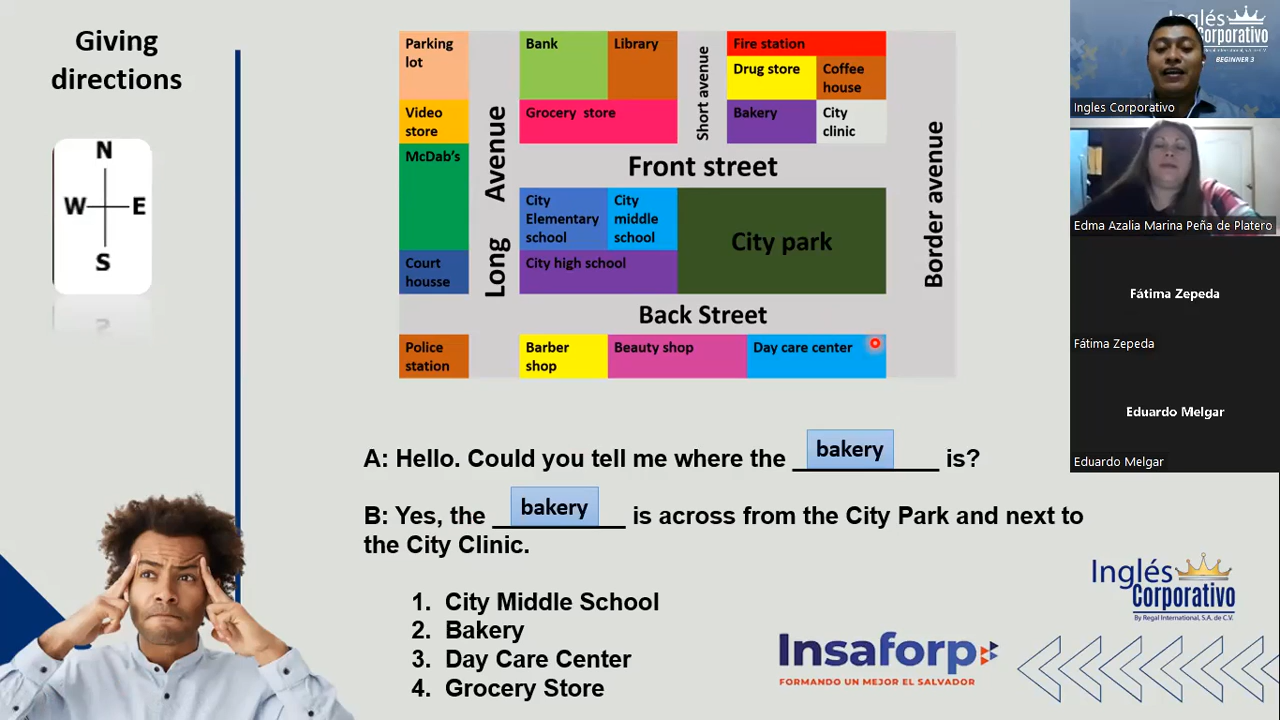 Giving
directions
N
W E
S
Parking
lot
Video
store
McDab's
Court
housse
Police
station
Long Avenue
Bank
Library
Grocery store
Short avenue
Fire station
Drug store
Coffee
house
Bakery
City
clinic
Front street
City
Elementary
school
City
middle
school
City high school
City park
Border avenue
Back Street
Barber
shop
Beauty shop
Day care center
A: Hello. Could you tell me where the bakery is?
B: Yes, the bakery is across from the City Park and next to
the City Clinic.
1. City Middle School
2. Bakery
3. Day Care Center
4. Grocery Store
Insaforp
FORMANDO UN MEJOR EL SALVADOR
Inglés
Corporativo
By Regal International, S.A. de C.V.
Inglés
Corporativo
BEGINNER 3
Ingles Corporativo
Edma Azalia Marina Peña de Platero
Fátima Zepeda
Fátima Zepeda
Eduardo Melgar
Eduardo Melgar